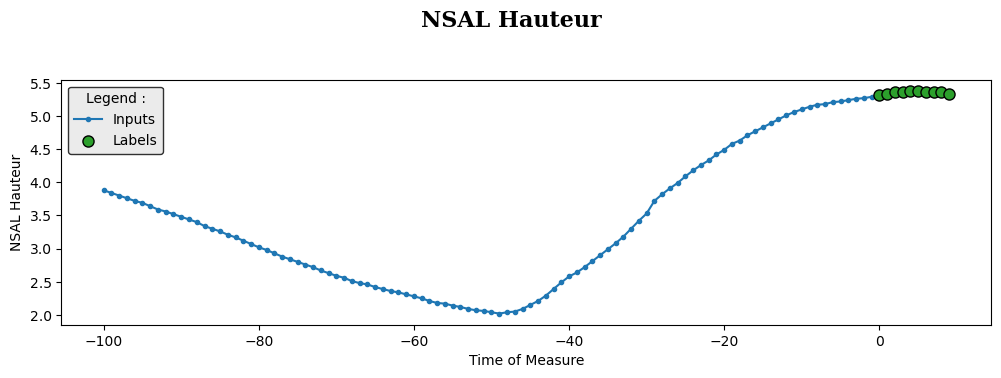 NSAL Hauteur
Legend :
Inputs
Labels
NSAL Hauteur
5.5
5.0
4.5
4.0
3.5
3.0
2.5
2.0
−100
−80
−60
−40
−20
0
Time of Measure